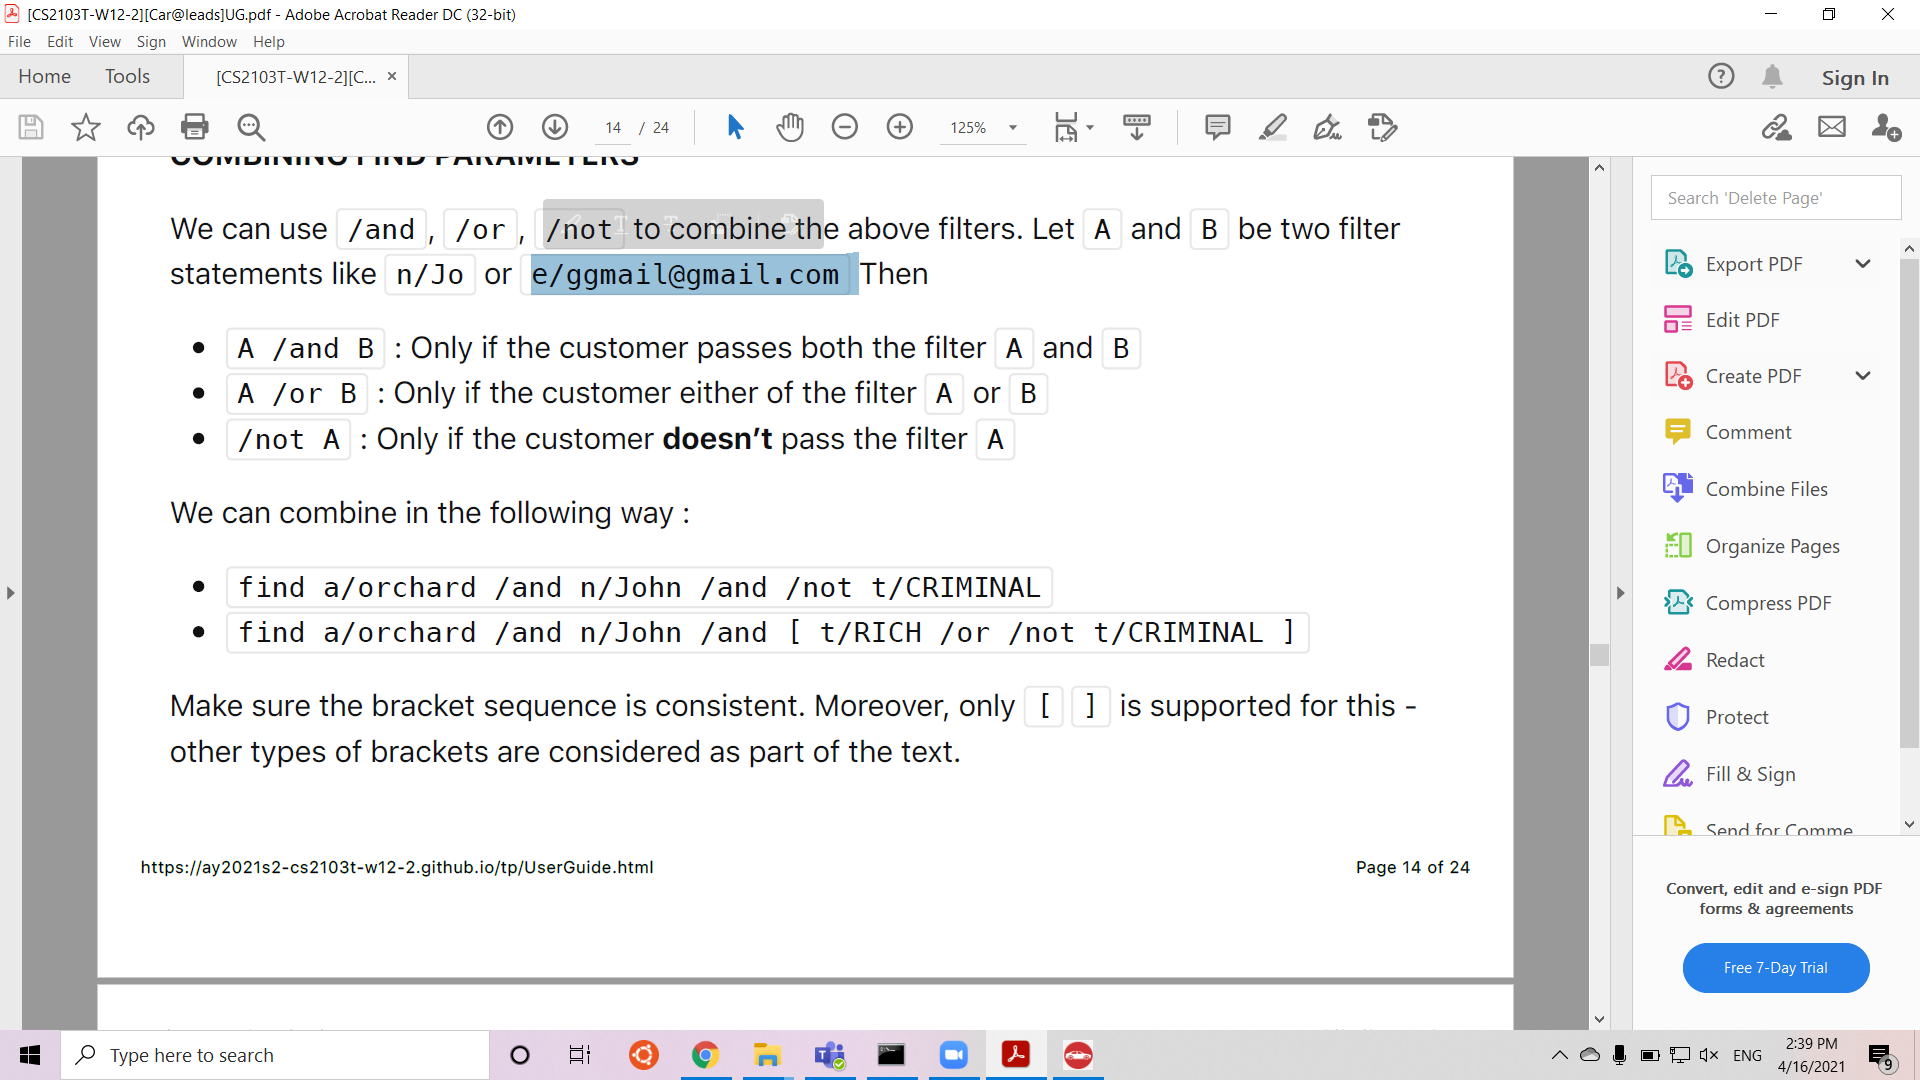 [CS2103T-W12-2][Car@leads]UG.pdf - Adobe Acrobat Reader DC (32-bit)
File Edit View Sign Window Help
Home Tools [CS2103T-W12-2][C... × Sign In
14 / 24 125%
COMBINING FIND PARAMETERS
We can use /and , /or , /not to combine the above filters. Let A and B be two filter
statements like n/Jo or e/ggmail@gmail.com Then
A /and B : Only if the customer passes both the filter A and B
A /or B : Only if the customer either of the filter A or B
/not A : Only if the customer doesn't pass the filter A
We can combine in the following way :
find a/orchard /and n/John /and /not t/CRIMINAL
find a/orchard /and n/John /and [ t/RICH /or /not t/CRIMINAL ]
Make sure the bracket sequence is consistent. Moreover, only [ ] is supported for this -
other types of brackets are considered as part of the text.
https://ay2021s2-cs2103t-w12-2.github.io/tp/UserGuide.html Page 14 of 24
Search 'Delete Page'
Export PDF
Edit PDF
Create PDF
Comment
Combine Files
Organize Pages
Compress PDF
Redact
Protect
Fill & Sign
Send for Comme
Convert, edit and e-sign PDF
forms & agreements
Free 7-Day Trial
Type here to search
ENG
2:39 PM
4/16/2021
9